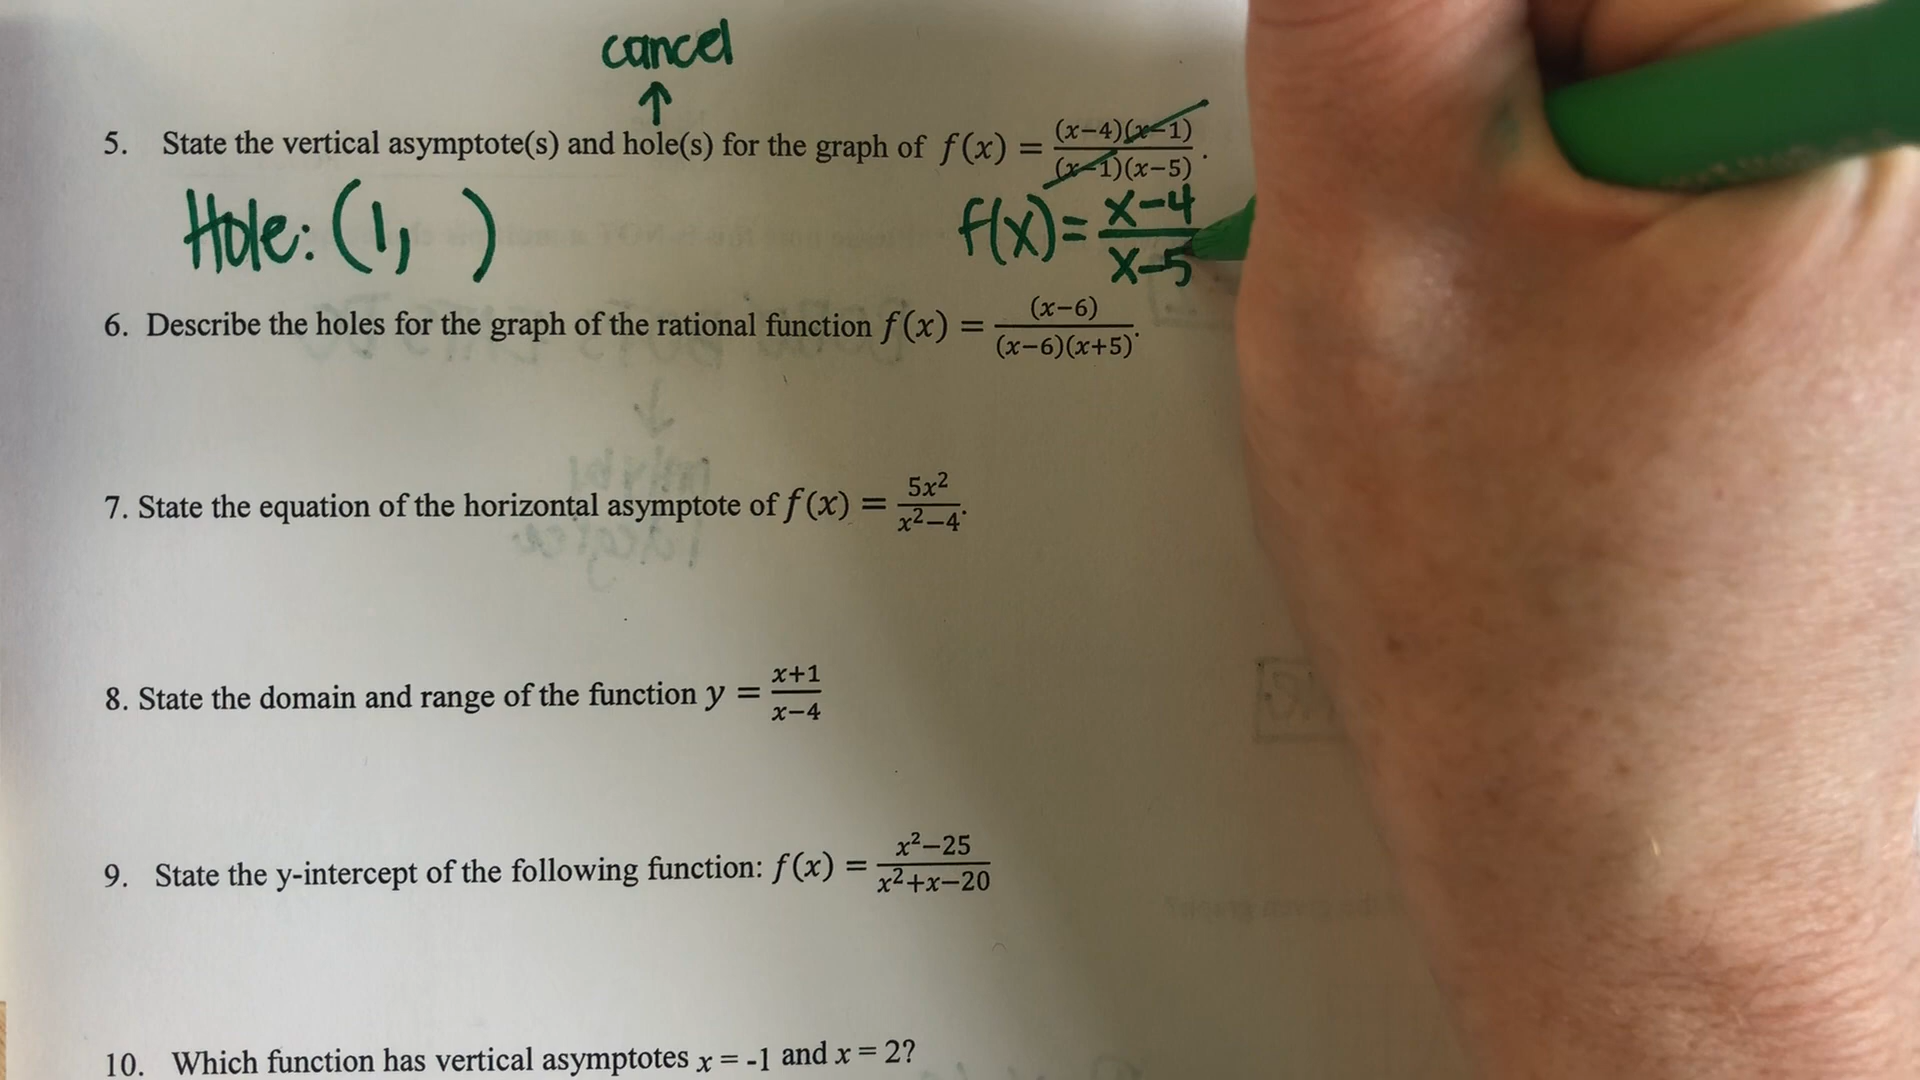 cancel
↑
5. State the vertical asymptote(s) and hole(s) for the graph of f(x) = (x−4)(x−1) / (x−1)(x−5).
Hole: (1, )
f(x) = x−4 / x−5
6. Describe the holes for the graph of the rational function f(x) = (x−6) / (x−6)(x+5).
7. State the equation of the horizontal asymptote of f(x) = 5x² / x²−4.
8. State the domain and range of the function y = x+1 / x−4
9. State the y-intercept of the following function: f(x) = x²−25 / x²+x−20
10. Which function has vertical asymptotes x = -1 and x = 2?